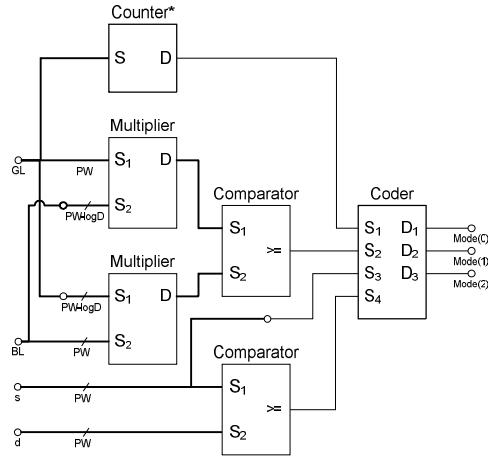 Counter*
S D
Multiplier
GL PW S₁ D
PW-logD S₂
Comparator
S₁ >=
S₂
Coder
S₁ D₁ Mode(0)
S₂ D₂ Mode(1)
S₃ D₃ Mode(2)
S₄
Multiplier
PW-logD S₁ D
BL PW S₂
Comparator
s PW S₁ >=
d PW S₂